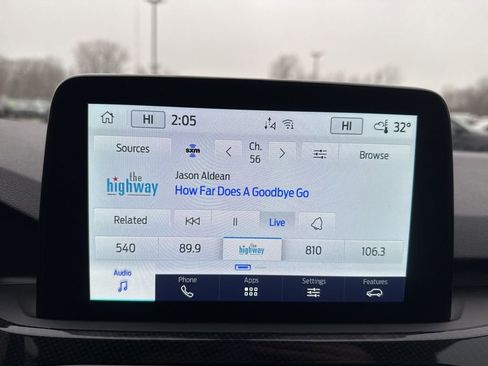 HI 2:05 HI 32°
Sources sxm Ch. 56 Browse
the highway
Jason Aldean
How Far Does A Goodbye Go
Related Live
540 89.9 the highway 810 106.3
Audio Phone Apps Settings Features